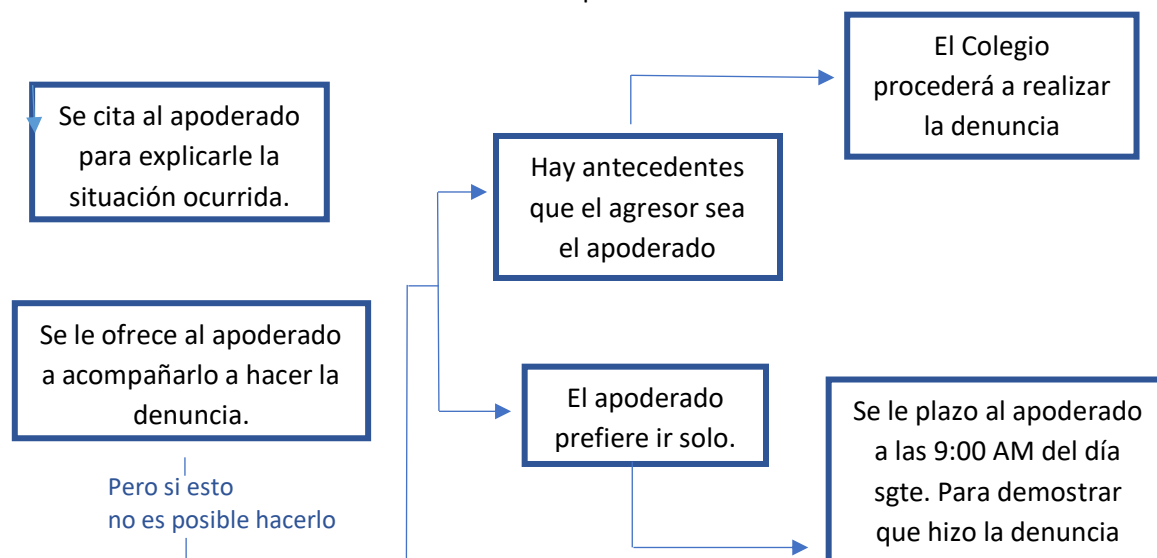 Se cita al apoderado
para explicarle la
situación ocurrida.
Se le ofrece al apoderado
a acompañarlo a hacer la
denuncia.
Pero si esto
no es posible hacerlo
Hay antecedentes
que el agresor sea
el apoderado
El Colegio
procederá a realizar
la denuncia
El apoderado
prefiere ir solo.
Se le plazo al apoderado
a las 9:00 AM del día
sgte. Para demostrar
que hizo la denuncia